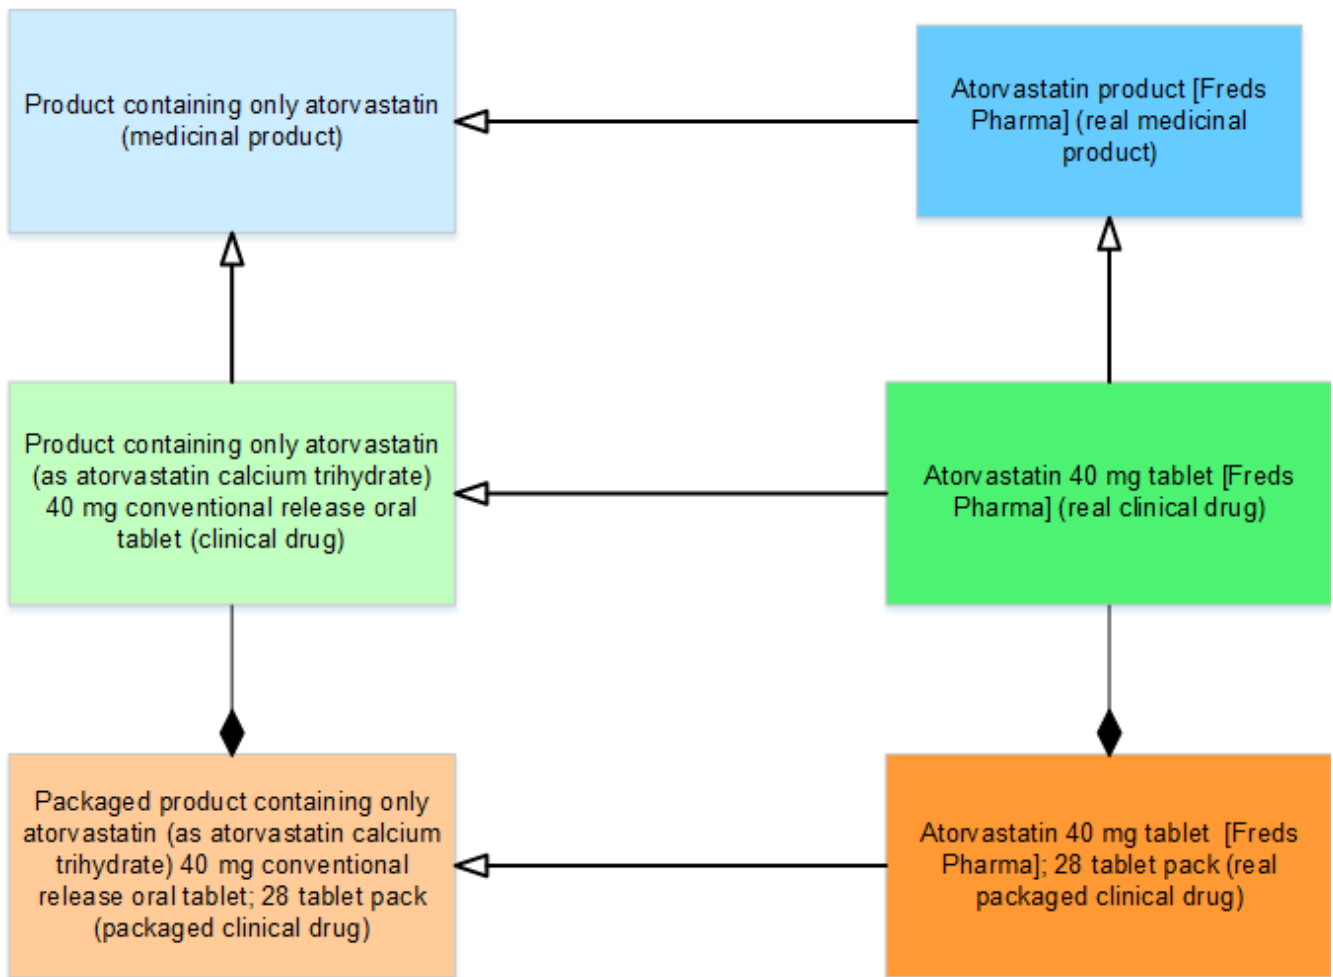 Product containing only atorvastatin
(medicinal product)
Atorvastatin product [Freds
Pharma] (real medicinal
product)
Product containing only atorvastatin
(as atorvastatin calcium trihydrate)
40 mg conventional release oral
tablet (clinical drug)
Atorvastatin 40 mg tablet [Freds
Pharma] (real clinical drug)
Packaged product containing only
atorvastatin (as atorvastatin calcium
trihydrate) 40 mg conventional
release oral tablet; 28 tablet pack
(packaged clinical drug)
Atorvastatin 40 mg tablet  [Freds
Pharma]; 28 tablet pack (real
packaged clinical drug)